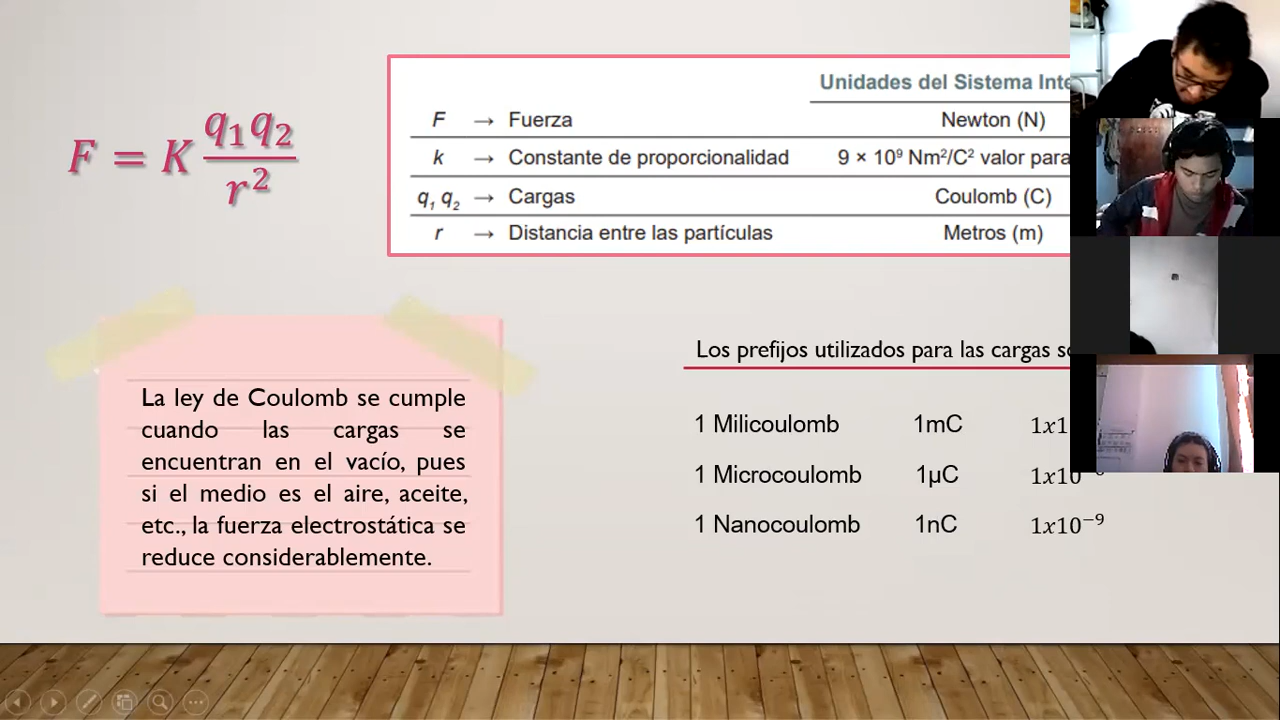 F = K q₁q₂ / r²
Unidades del Sistema Inte
F → Fuerza Newton (N)
k → Constante de proporcionalidad 9 × 10⁹ Nm²/C² valor para
q₁ q₂ → Cargas Coulomb (C)
r → Distancia entre las partículas Metros (m)
La ley de Coulomb se cumple
cuando las cargas se
encuentran en el vacío, pues
si el medio es el aire, aceite,
etc., la fuerza electrostática se
reduce considerablemente.
Los prefijos utilizados para las cargas
1 Milicoulomb 1mC 1x1
1 Microcoulomb 1µC 1x10
1 Nanocoulomb 1nC 1x10⁻⁹